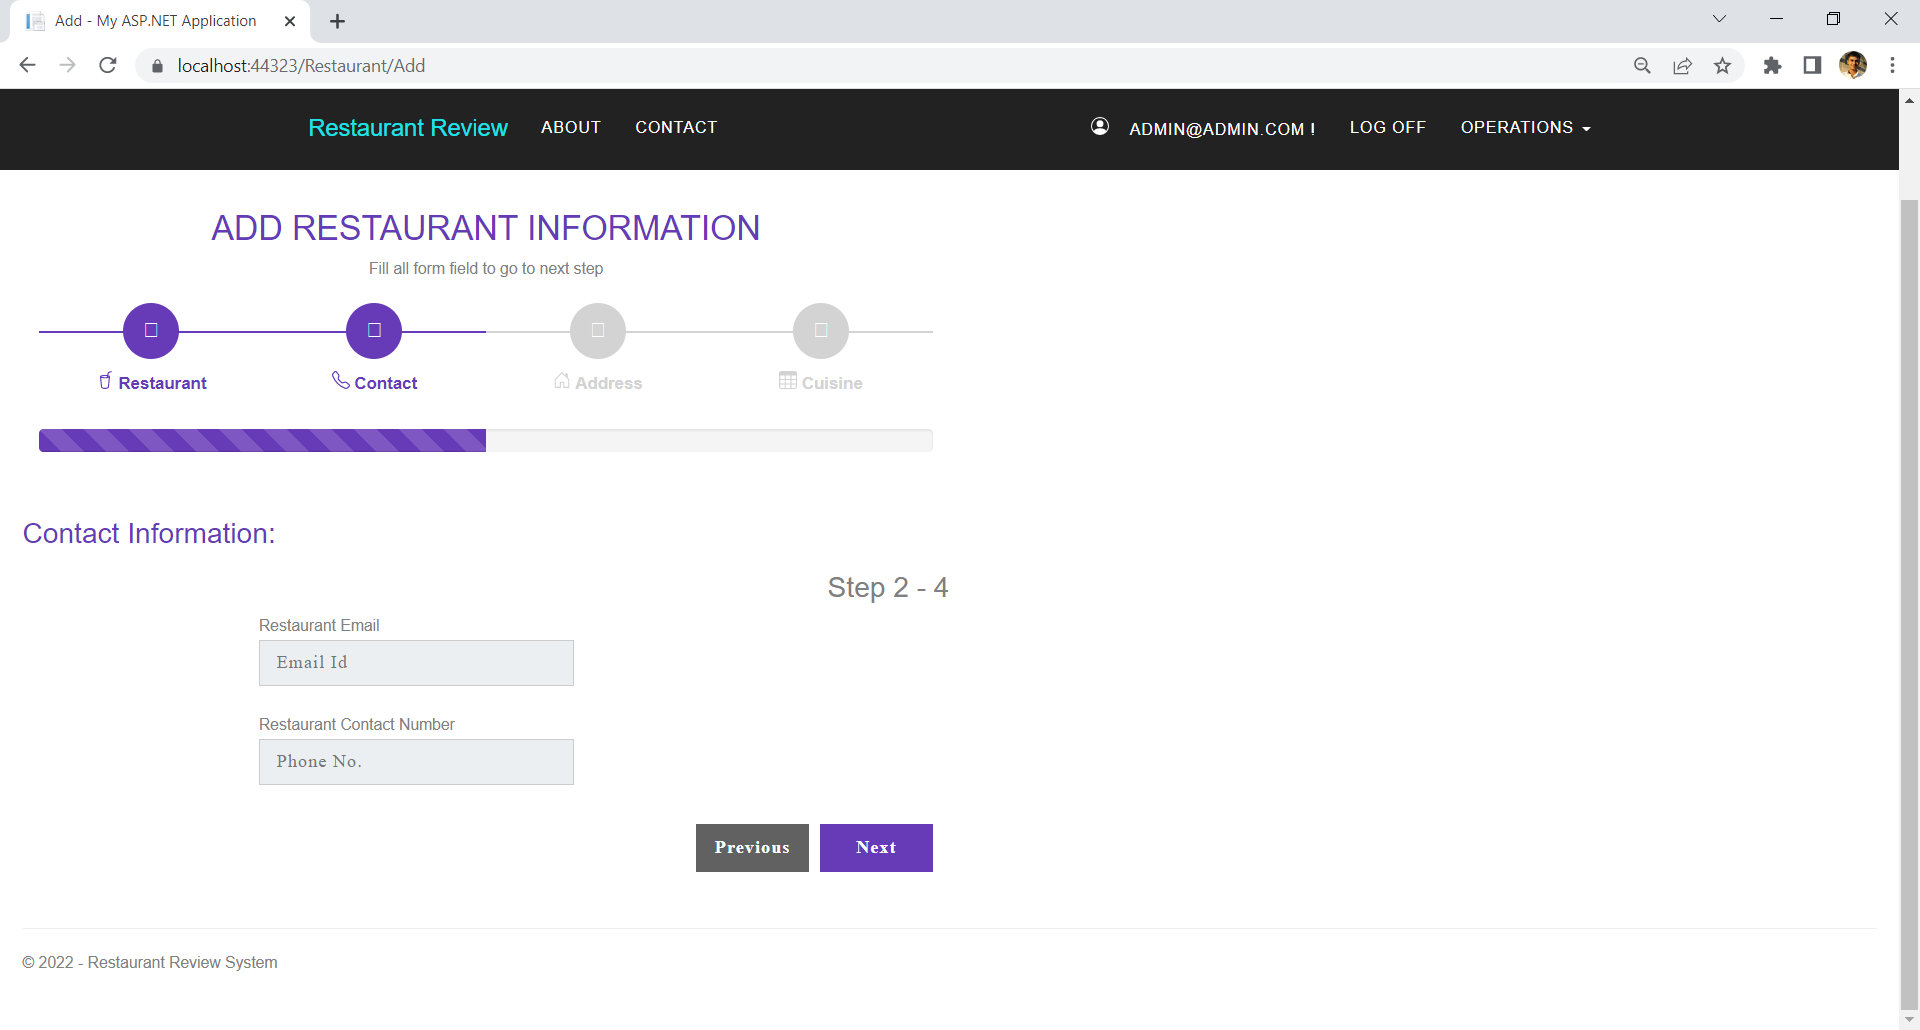 Add - My ASP.NET Application
localhost:44323/Restaurant/Add
Restaurant Review ABOUT CONTACT ADMIN@ADMIN.COM ! LOG OFF OPERATIONS
ADD RESTAURANT INFORMATION
Fill all form field to go to next step
Restaurant Contact Address Cuisine
Contact Information:
Step 2 - 4
Restaurant Email
Email Id
Restaurant Contact Number
Phone No.
Previous Next
© 2022 - Restaurant Review System